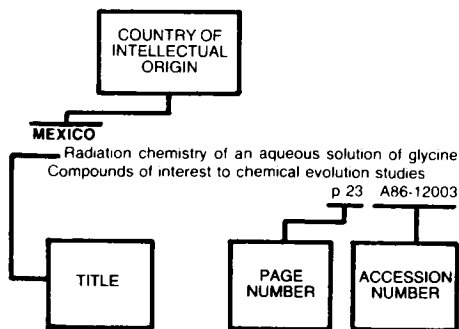 COUNTRY OF
INTELLECTUAL
ORIGIN
MEXICO
Radiation chemistry of an aqueous solution of glycine
Compounds of interest to chemical evolution studies
p 23 A86-12003
TITLE
PAGE
NUMBER
ACCESSION
NUMBER